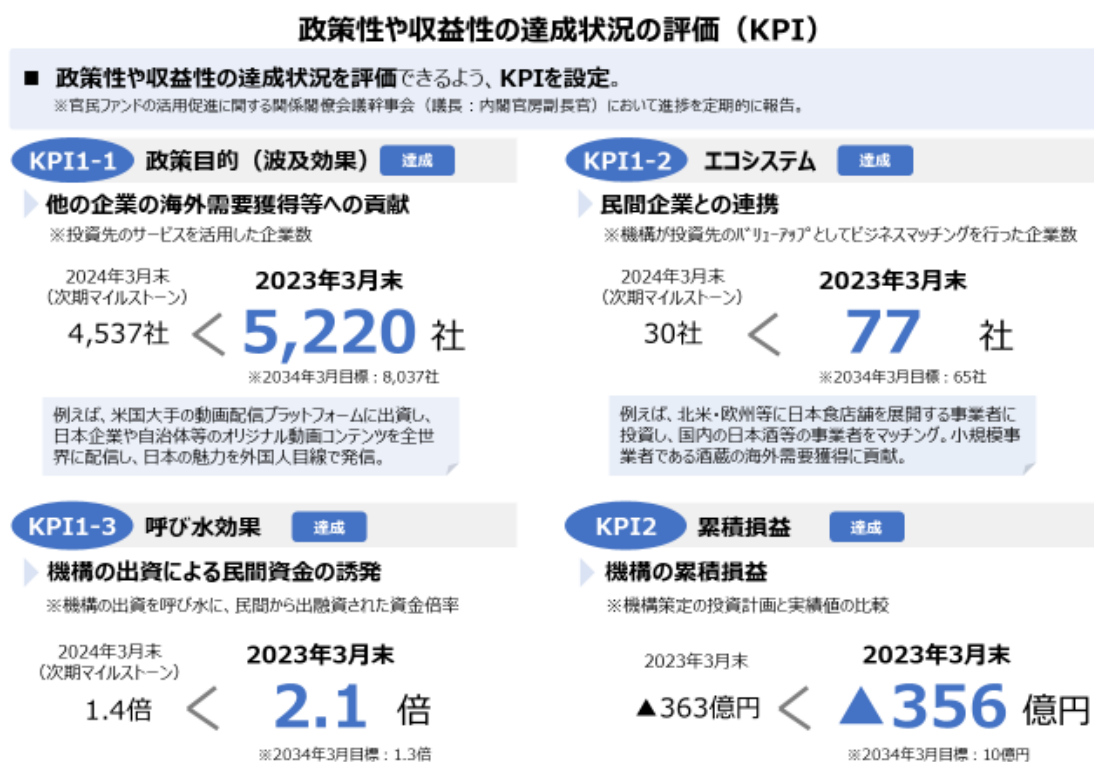 政策性や収益性の達成状況の評価（KPI）
■ 政策性や収益性の達成状況を評価できるよう、KPIを設定。
※官民ファンドの活用促進に関する関係閣僚会議幹事会（議長：内閣官房副長官）において進捗を定期的に報告。
KPI1-1 政策目的（波及効果） 達成
他の企業の海外需要獲得等への貢献
※投資先のサービスを活用した企業数
2024年3月末
（次期マイルストーン）
2023年3月末
4,537社 < 5,220 社
※2034年3月目標：8,037社
例えば、米国大手の動画配信プラットフォームに出資し、
日本企業や自治体等のオリジナル動画コンテンツを全世
界に配信し、日本の魅力を外国人目線で発信。
KPI1-2 エコシステム 達成
民間企業との連携
※機構が投資先のﾊﾞﾘｭｰｱｯﾌﾟとしてビジネスマッチングを行った企業数
2024年3月末
（次期マイルストーン）
2023年3月末
30社 < 77 社
※2034年3月目標：65社
例えば、北米・欧州等に日本食店舗を展開する事業者に
投資し、国内の日本酒等の事業者をマッチング。小規模事
業者である酒蔵の海外需要獲得に貢献。
KPI1-3 呼び水効果 達成
機構の出資による民間資金の誘発
※機構の出資を呼び水に、民間から出融資された資金倍率
2024年3月末
（次期マイルストーン）
2023年3月末
1.4倍 < 2.1 倍
※2034年3月目標：1.3倍
KPI2 累積損益 達成
機構の累積損益
※機構策定の投資計画と実績値の比較
2023年3月末
2023年3月末
▲363億円 < ▲356 億円
※2034年3月目標：10億円